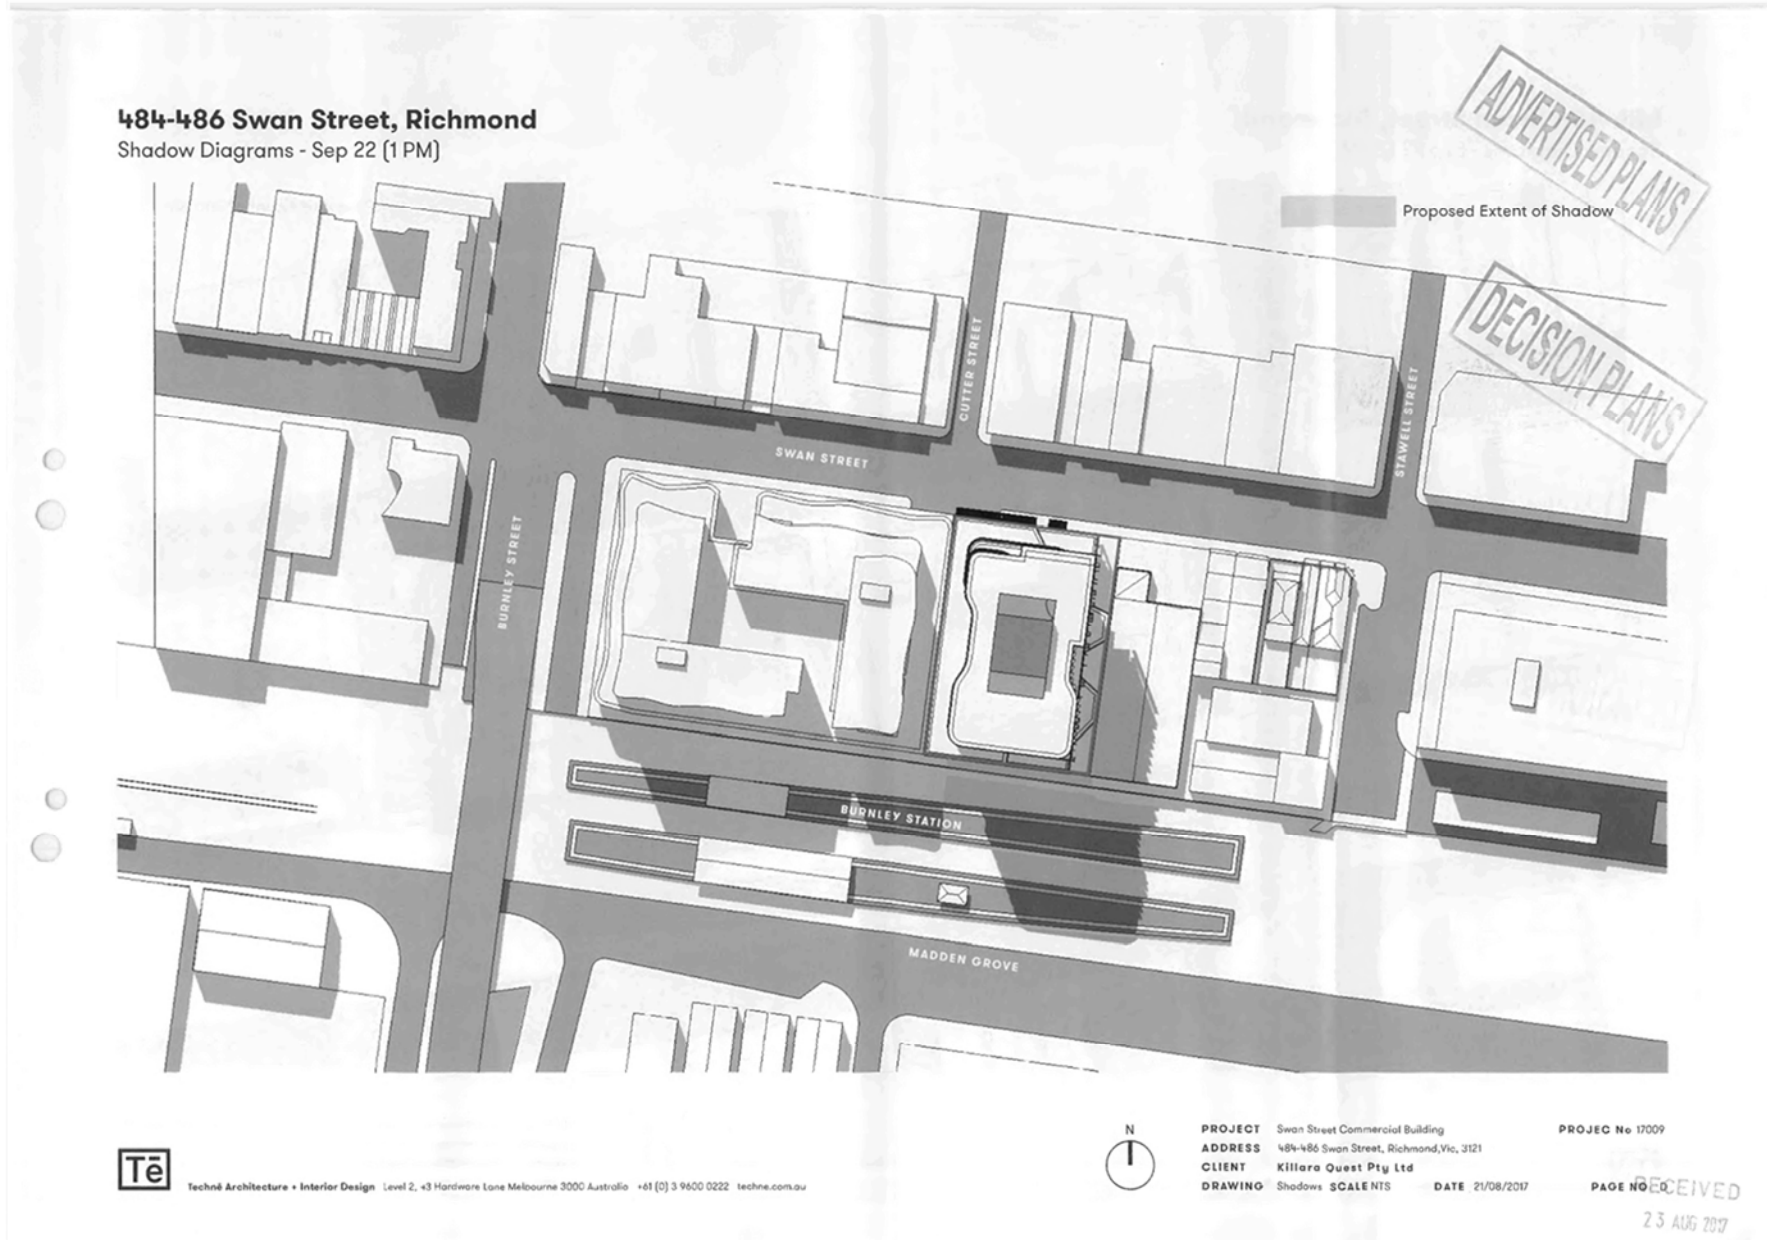 484-486 Swan Street, Richmond
Shadow Diagrams - Sep 22 (1 PM)
ADVERTISED PLANS
Proposed Extent of Shadow
DECISION PLANS
CUTTER STREET
STAWELL STREET
SWAN STREET
BURNLEY STREET
BURNLEY STATION
MADDEN GROVE
N
PROJECT Swan Street Commercial Building PROJEC No 17009
ADDRESS 484-486 Swan Street, Richmond,Vic, 3121
CLIENT Killara Quest Pty Ltd
DRAWING Shadows SCALE NTS DATE 21/08/2017 PAGE NO
RECEIVED
23 AUG 2017
Tē
Technē Architecture + Interior Design Level 2, +3 Hardware Lane Melbourne 3000 Australia +61 (0) 3 9600 0222 techne.com.au